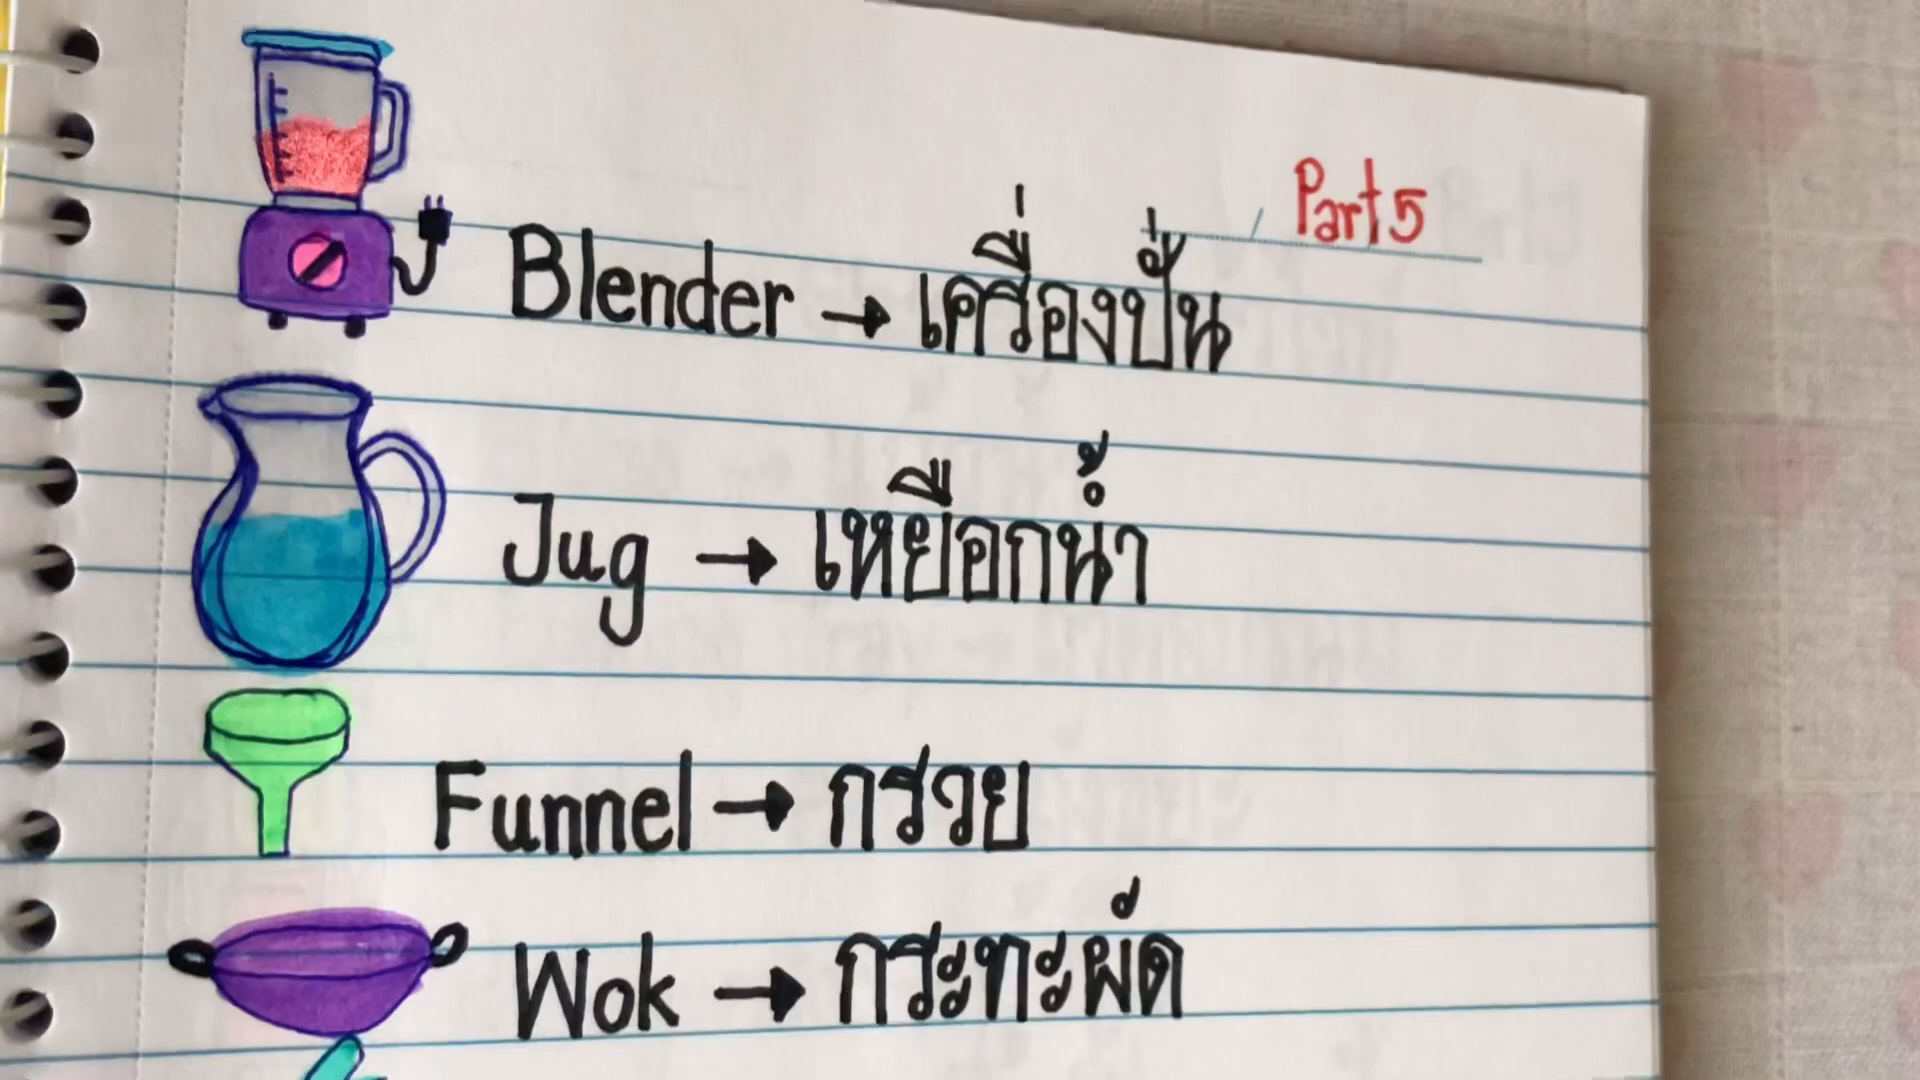 Part 5
Blender → เครื่องปั่น
Jug → เหยือกน้ำ
Funnel → กรวย
Wok → กระทะผัด